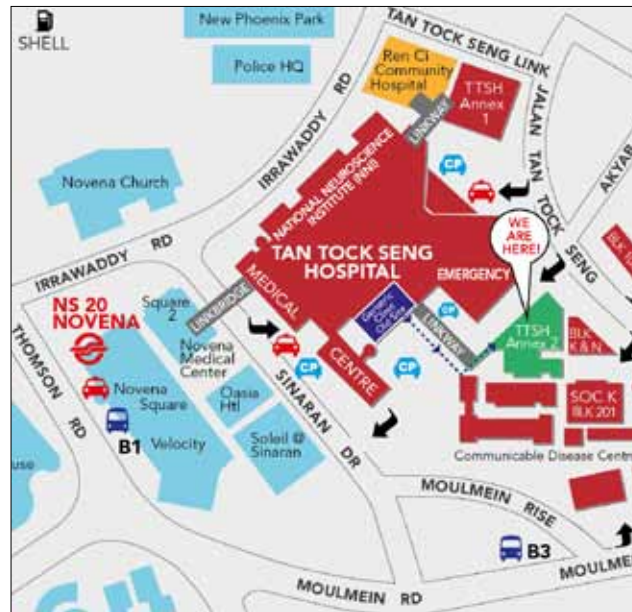 SHELL
New Phoenix Park
Police HQ
TAN TOCK SENG LINK
Ren Ci
Community
Hospital
TTSH
Annex
1
LINKWAY
JALAN TAN TOCK SENG
IRRAWADDY RD
AKYAB
Novena Church
NATIONAL NEUROSCIENCE
INSTITUTE (NNI)
CP
WE
ARE
HERE!
TAN TOCK SENG
HOSPITAL
MEDICAL
CENTRE
EMERGENCY
IRRAWADDY RD
NS 20
NOVENA
Square
2
LINKBRIDGE
CP
LINKWAY
TTSH
Annex 2
BLK
K & N
THOMSON RD
Novena
Medical
Center
CP
CP
Novena
Square
Oasia
Htl
SOC K
BLK 201
B1
Velocity
Soleil @
Sinaran
SINARAN DR
Communicable Disease Centr
MOULMEIN RISE
B3
MOULMEIN RD
MOULME